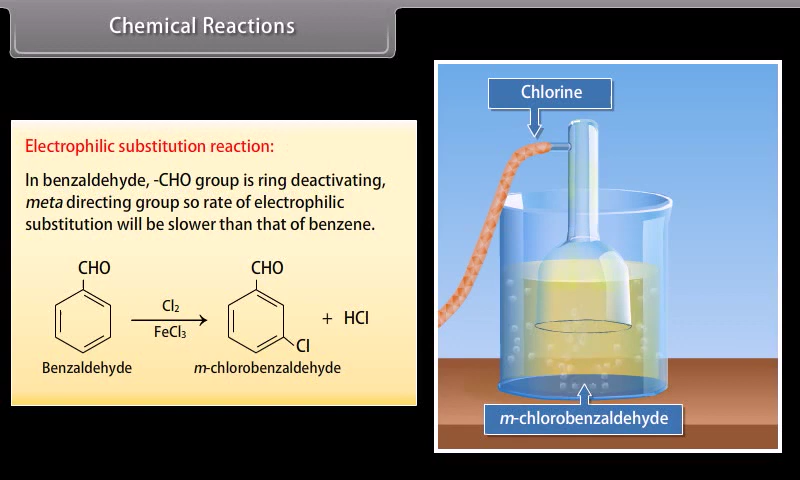 Chemical Reactions
Electrophilic substitution reaction:
In benzaldehyde, -CHO group is ring deactivating,
meta directing group so rate of electrophilic
substitution will be slower than that of benzene.
CHO
Cl₂
FeCl₃
CHO
Cl
+ HCl
Benzaldehyde
m-chlorobenzaldehyde
Chlorine
m-chlorobenzaldehyde